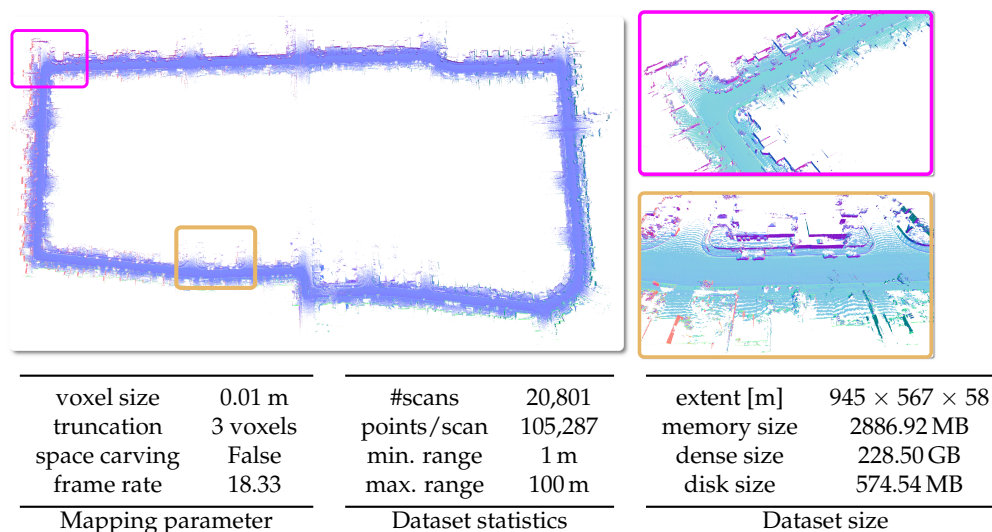 voxel size 0.01 m
truncation 3 voxels
space carving False
frame rate 18.33
Mapping parameter
#scans 20,801
points/scan 105,287
min. range 1 m
max. range 100 m
Dataset statistics
extent [m] 945 × 567 × 58
memory size 2886.92 MB
dense size 228.50 GB
disk size 574.54 MB
Dataset size